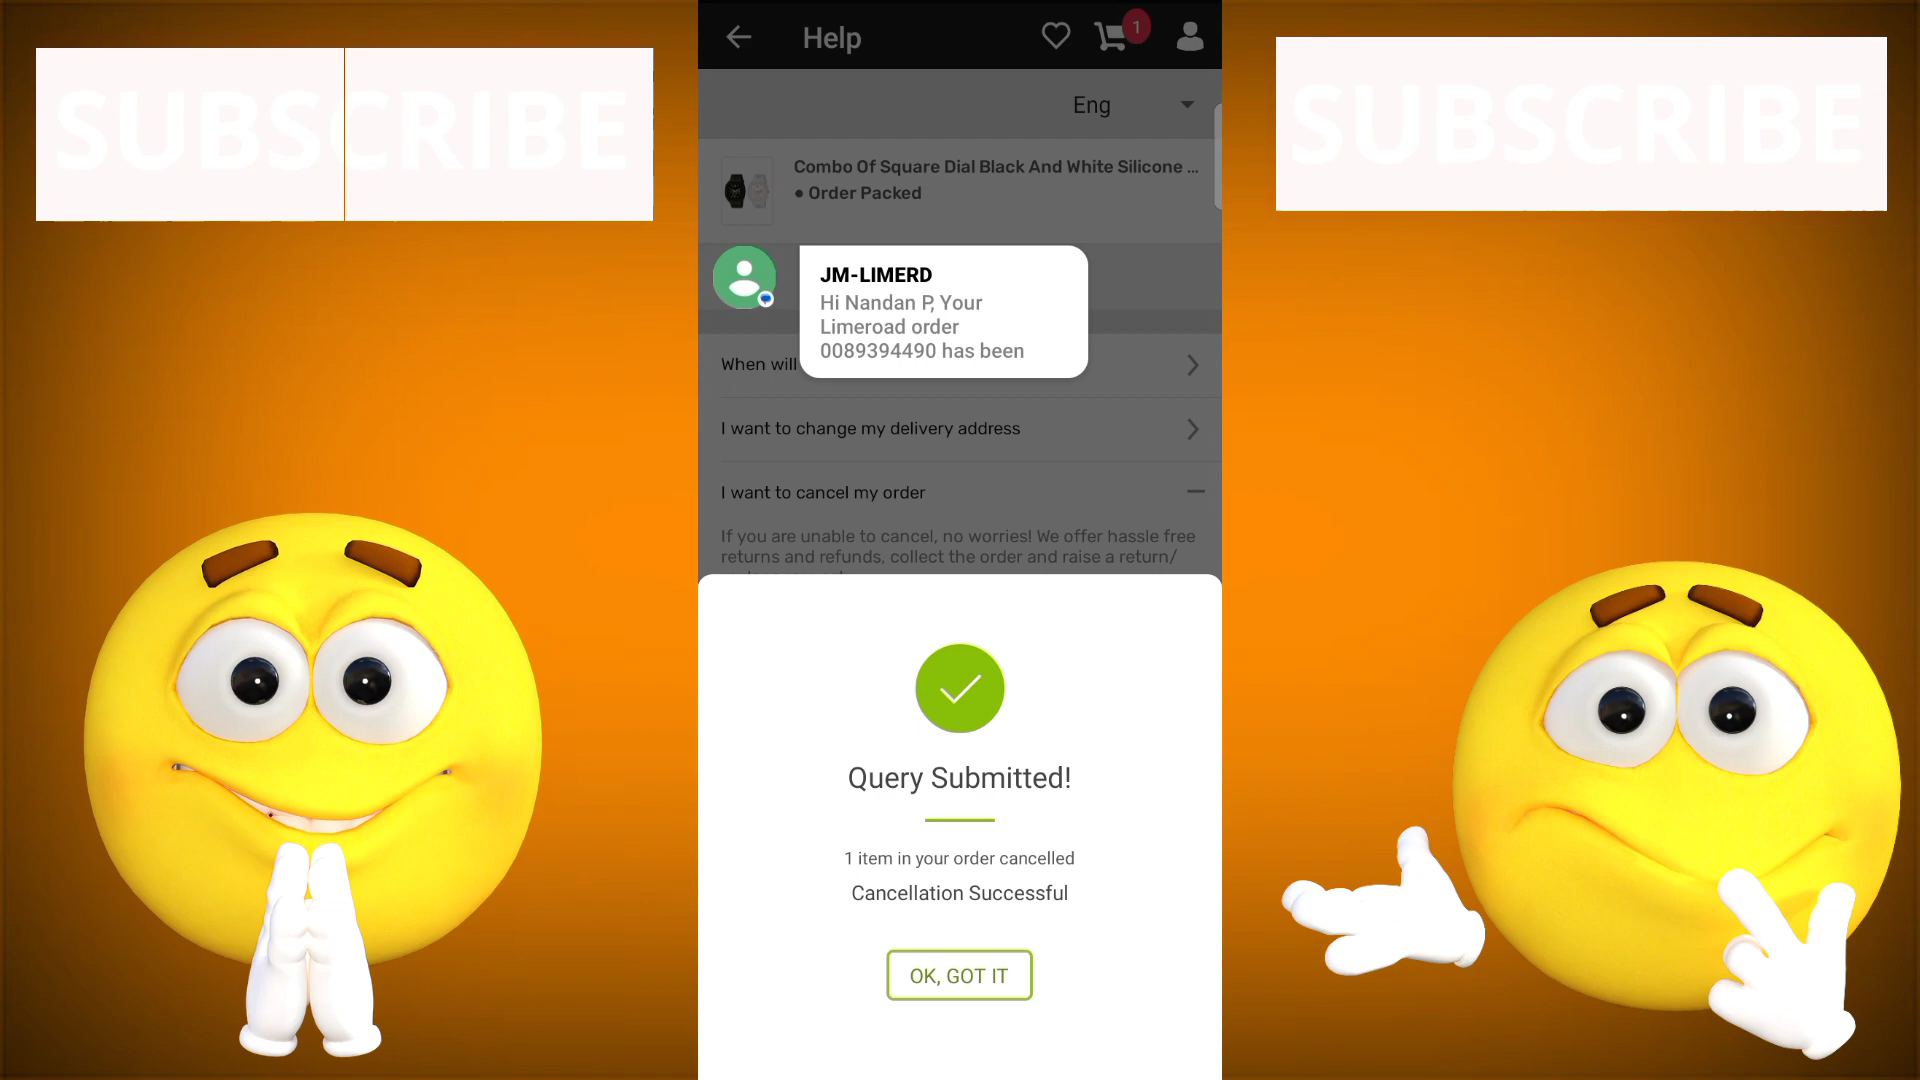 SUBSCRIBE
SUBSCRIBE
Help
1
Eng
Combo Of Square Dial Black And White Silicone ...
● Order Packed
JM-LIMERD
Hi Nandan P, Your
Limeroad order
0089394490 has been
When will
I want to change my delivery address
I want to cancel my order
If you are unable to cancel, no worries! We offer hassle free
returns and refunds, collect the order and raise a return/
Query Submitted!
1 item in your order cancelled
Cancellation Successful
OK, GOT IT